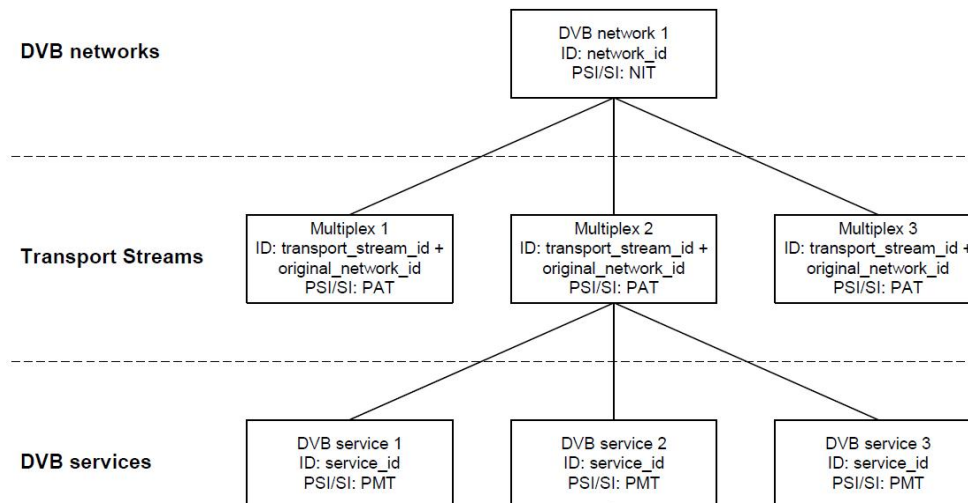 DVB networks
DVB network 1
ID: network_id
PSI/SI: NIT
Transport Streams
Multiplex 1
ID: transport_stream_id +
original_network_id
PSI/SI: PAT
Multiplex 2
ID: transport_stream_id +
original_network_id
PSI/SI: PAT
Multiplex 3
ID: transport_stream_id +
original_network_id
PSI/SI: PAT
DVB services
DVB service 1
ID: service_id
PSI/SI: PMT
DVB service 2
ID: service_id
PSI/SI: PMT
DVB service 3
ID: service_id
PSI/SI: PMT